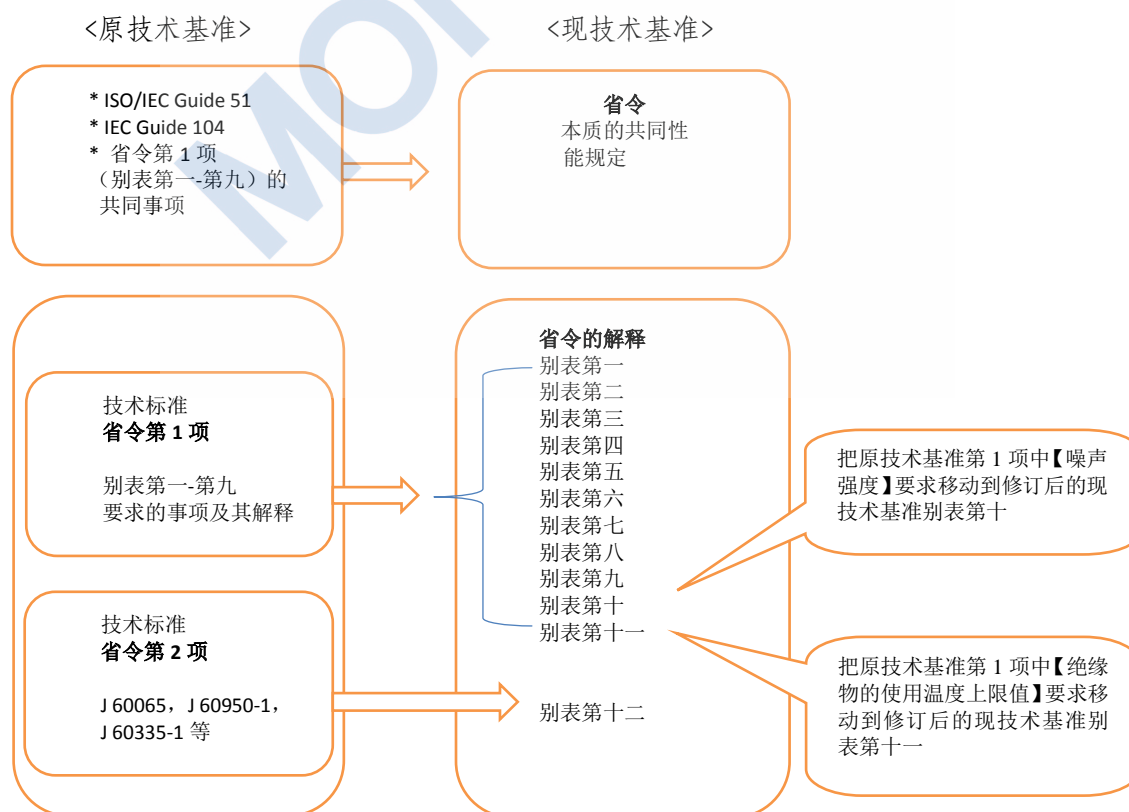 <原技术基准>
<现技术基准>
* ISO/IEC Guide 51
* IEC Guide 104
* 省令第 1 项
（别表第一-第九）的
共同事项
省令
本质的共同性
能规定
技术标准
省令第 1 项
别表第一-第九
要求的事项及其解释
技术标准
省令第 2 项
J 60065，J 60950-1，
J 60335-1 等
省令的解释
别表第一
别表第二
别表第三
别表第四
别表第五
别表第六
别表第七
别表第八
别表第九
别表第十
别表第十一
别表第十二
把原技术基准第 1 项中【噪声
强度】要求移动到修订后的现
技术基准别表第十
把原技术基准第 1 项中【绝缘
物的使用温度上限值】要求移
动到修订后的现技术基准别
表第十一